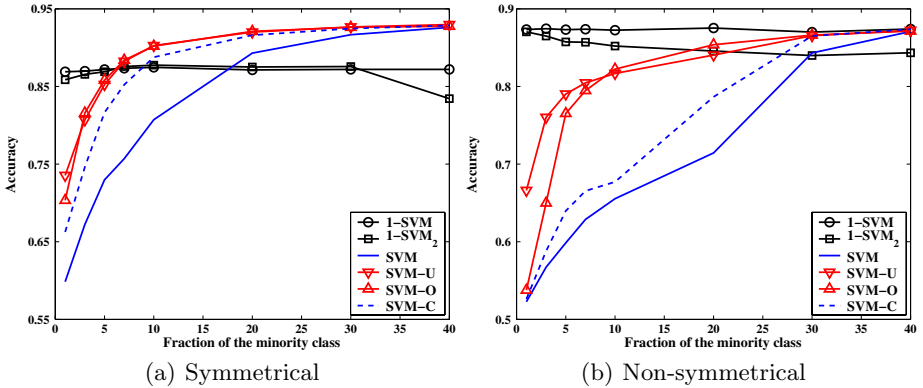 0.95
0.85
0.75
0.65
0.55
Accuracy
0 5 10 15 20 25 30 35 40
Fraction of the minority class
1−SVM
1−SVM2
SVM
SVM−U
SVM−O
SVM−C
(a) Symmetrical
0.9
0.8
0.7
0.6
0.5
Accuracy
0 5 10 15 20 25 30 35 40
Fraction of the minority class
1−SVM
1−SVM2
SVM
SVM−U
SVM−O
SVM−C
(b) Non-symmetrical